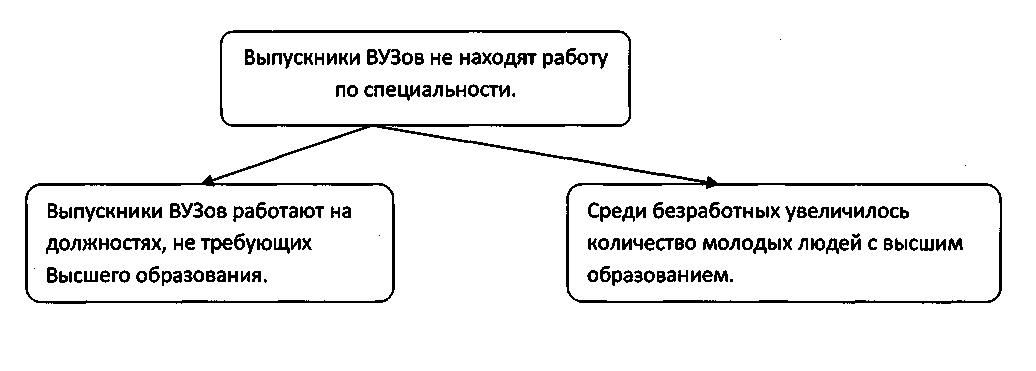 Выпускники ВУЗов не находят работу
по специальности.
Выпускники ВУЗов работают на
должностях, не требующих
Высшего образования.
Среди безработных увеличилось
количество молодых людей с высшим
образованием.